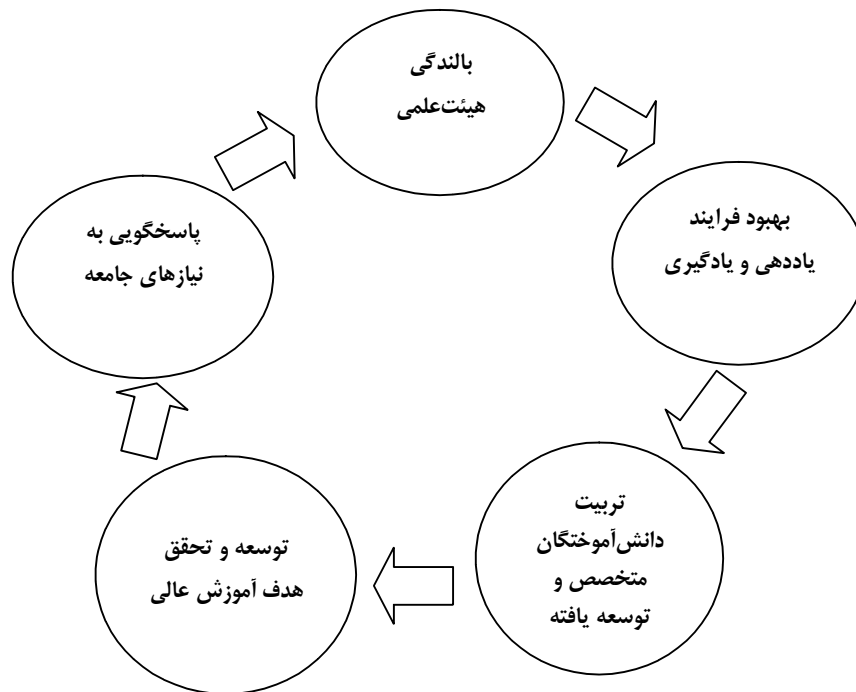 بالندگی
هیئت‌علمی
بهبود فرایند
یاددهی و یادگیری
تربیت
دانش‌آموختگان
متخصص و
توسعه یافته
توسعه و تحقق
هدف آموزش عالی
پاسخگویی به
نیازهای جامعه